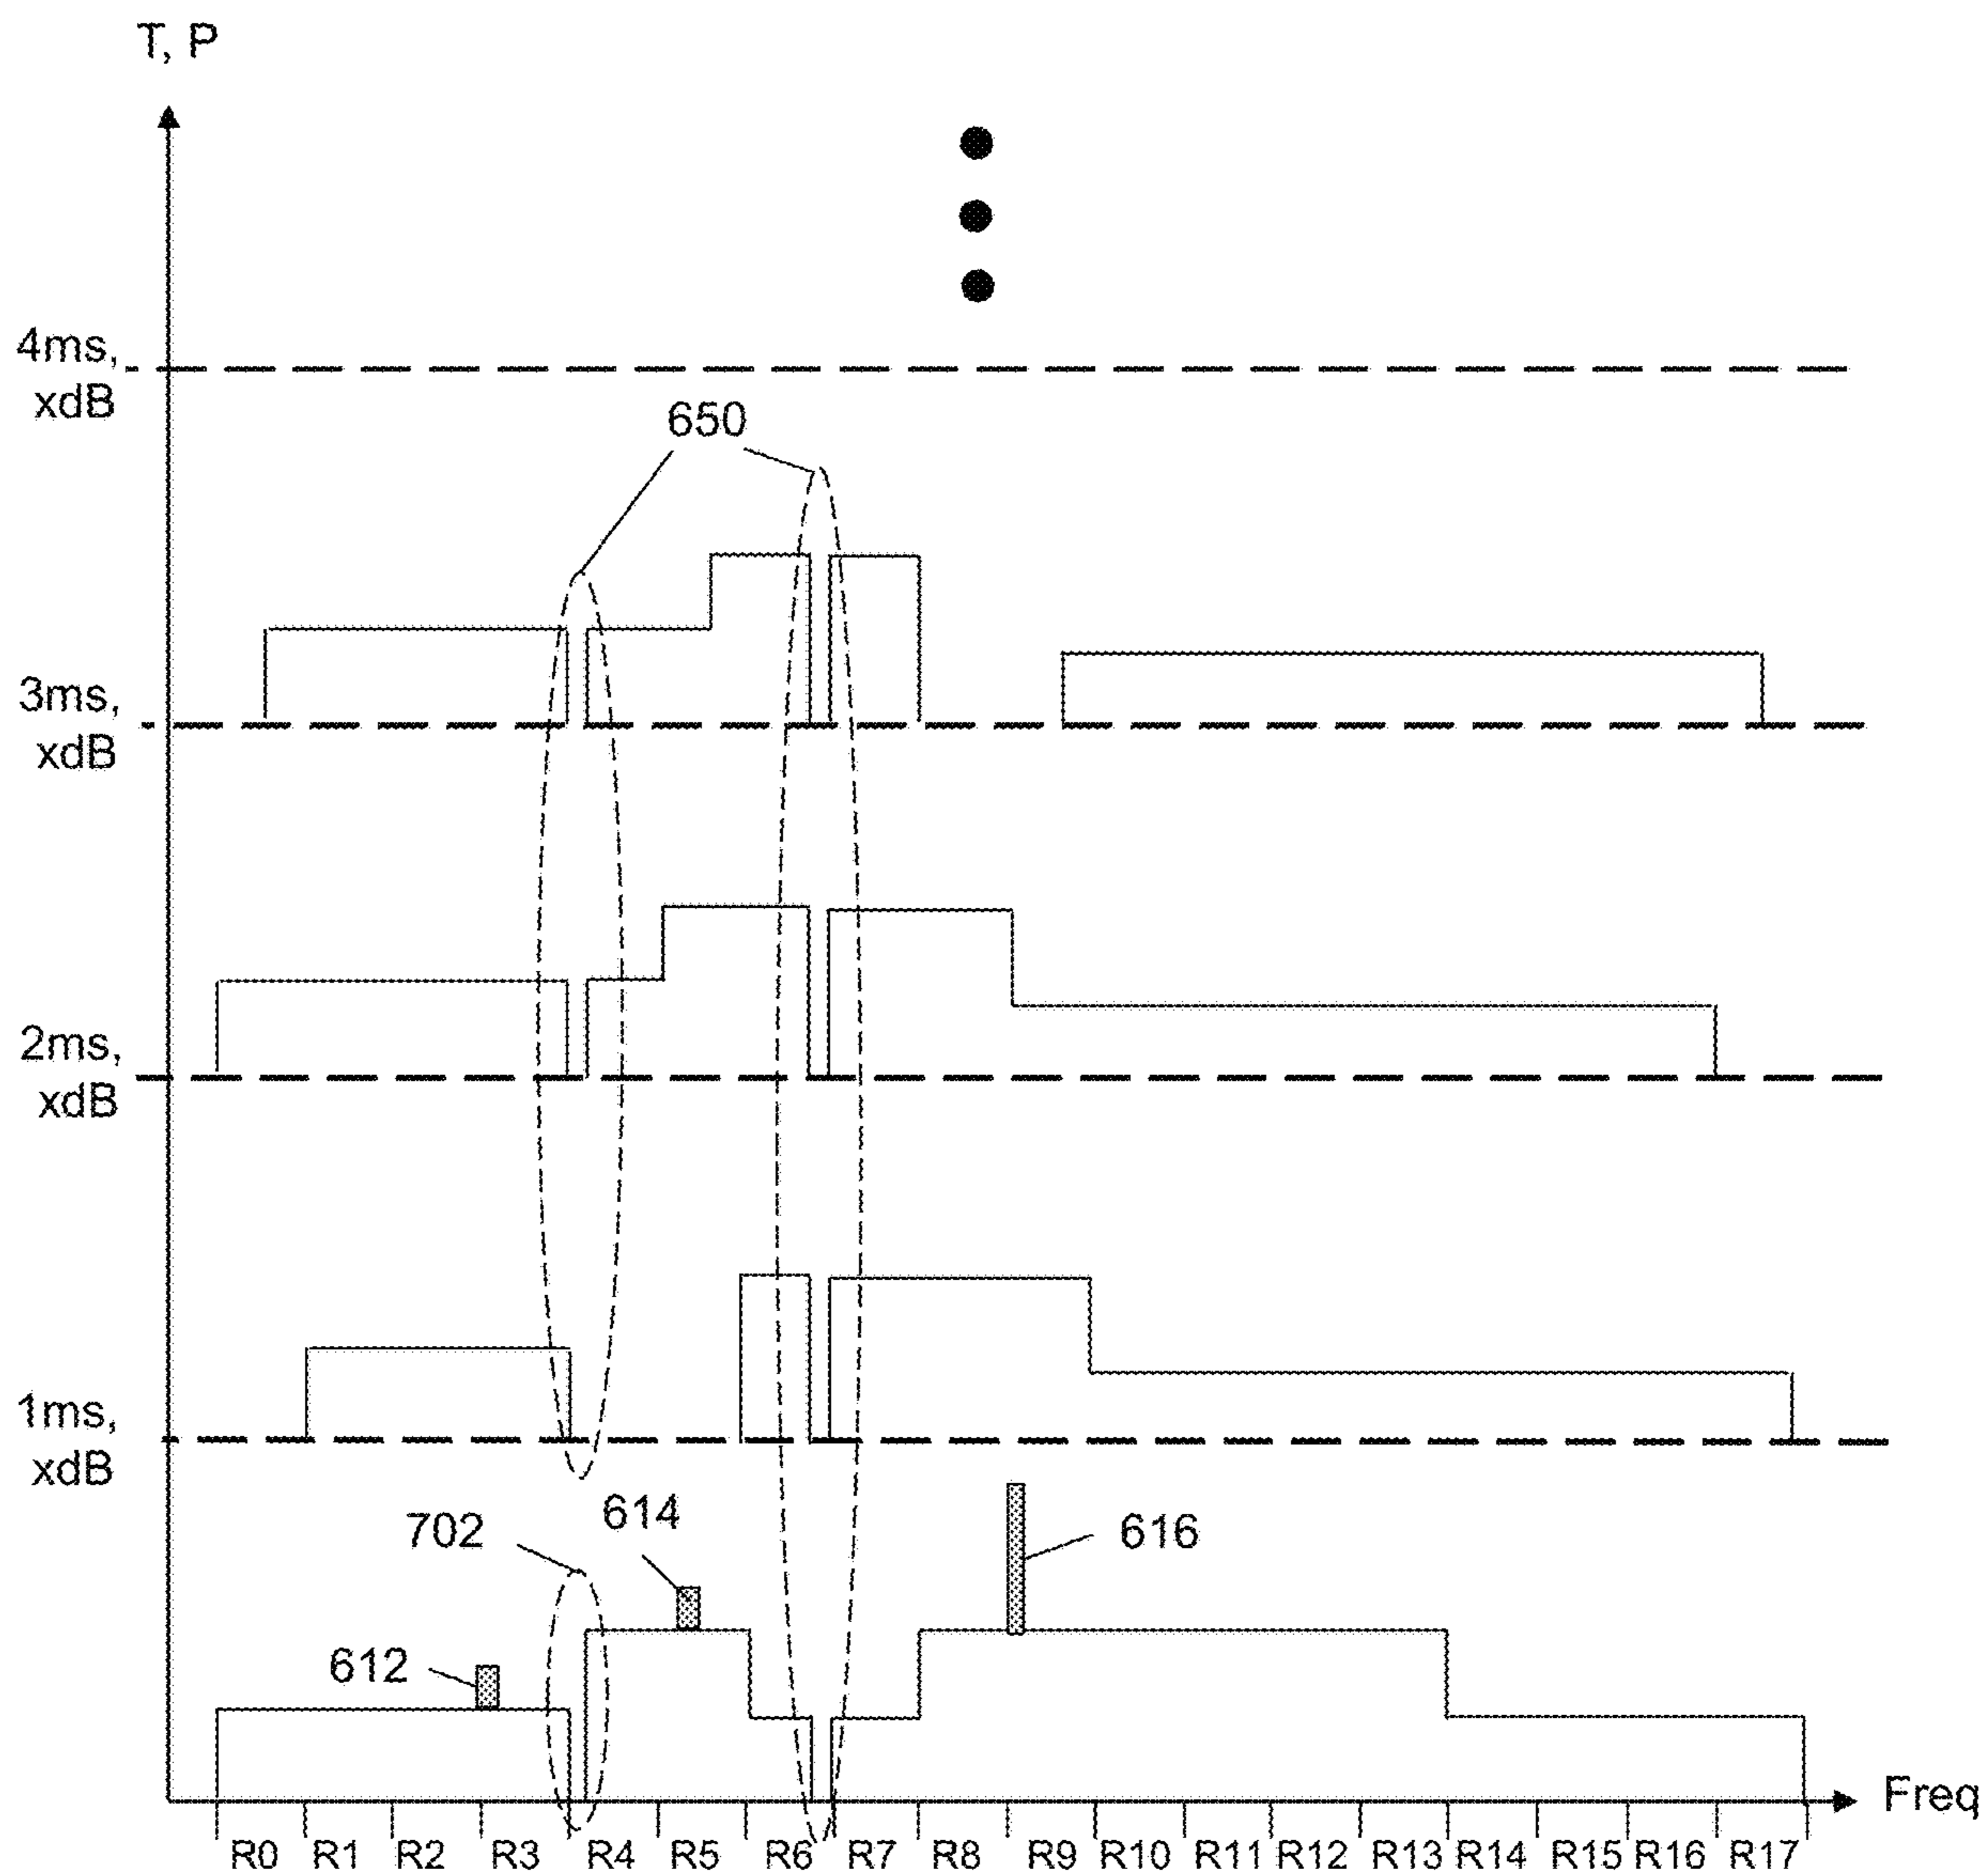 T, P
4ms,
xdB
650
3ms,
xdB
2ms,
xdB
1ms,
xdB
702
614
616
612
Freq
R0 R1 R2 R3 R4 R5 R6 R7 R8 R9 R10 R11 R12 R13 R14 R15 R16 R17